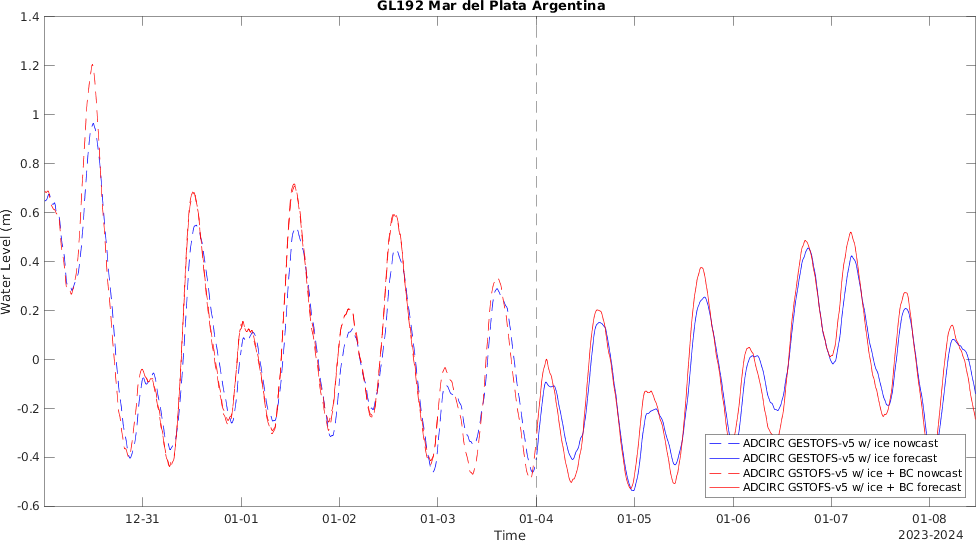 GL192 Mar del Plata Argentina
1.4
1.2
1
0.8
0.6
0.4
0.2
0
-0.2
-0.4
-0.6
Water Level (m)
ADCIRC GESTOFS-v5 w/ ice nowcast
ADCIRC GESTOFS-v5 w/ ice forecast
ADCIRC GSTOFS-v5 w/ ice + BC nowcast
ADCIRC GSTOFS-v5 w/ ice + BC forecast
12-31 01-01 01-02 01-03 01-04 01-05 01-06 01-07 01-08
Time
2023-2024